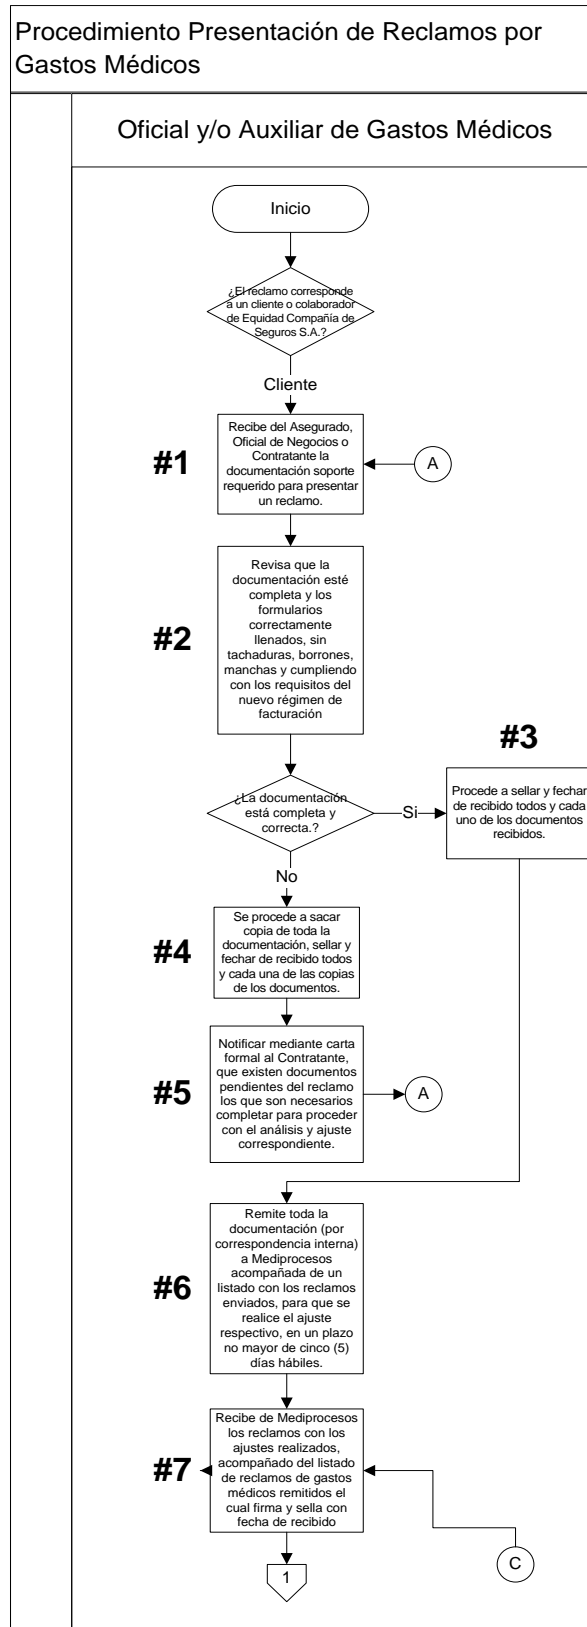 Procedimiento Presentación de Reclamos por
Gastos Médicos
Oficial y/o Auxiliar de Gastos Médicos
Inicio
¿El reclamo corresponde
a un cliente o colaborador
de Equidad Compañía de
Seguros S.A.?
Cliente
#1
Recibe del Asegurado,
Oficial de Negocios o
Contratante la
documentación soporte
requerido para presentar
un reclamo.
A
#2
Revisa que la
documentación esté
completa y los
formularios
correctamente
llenados, sin
tachaduras, borrones,
manchas y cumpliendo
con los requisitos del
nuevo régimen de
facturación
¿La documentación
está completa y
correcta.?
Si
#3
Procede a sellar y fechar
de recibido todos y cada
uno de los documentos
recibidos.
No
#4
Se procede a sacar
copia de toda la
documentación, sellar y
fechar de recibido todos
y cada una de las copias
de los documentos.
#5
Notificar mediante carta
formal al Contratante,
que existen documentos
pendientes del reclamo
los que son necesarios
completar para proceder
con el análisis y ajuste
correspondiente.
A
#6
Remite toda la
documentación (por
correspondencia interna)
a Mediprocesos
acompañada de un
listado con los reclamos
enviados, para que se
realice el ajuste
respectivo, en un plazo
no mayor de cinco (5)
días hábiles.
#7
Recibe de Mediprocesos
los reclamos con los
ajustes realizados,
acompañado del listado
de reclamos de gastos
médicos remitidos el
cual firma y sella con
fecha de recibido
C
1